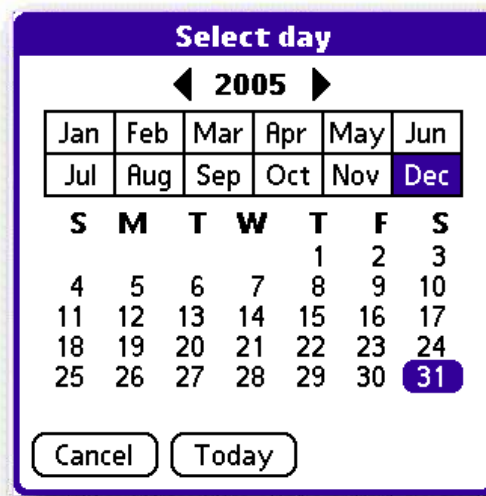 Select day
2005
Jan Feb Mar Apr May Jun
Jul Aug Sep Oct Nov Dec
S M T W T F S
1 2 3
4 5 6 7 8 9 10
11 12 13 14 15 16 17
18 19 20 21 22 23 24
25 26 27 28 29 30 31
Cancel Today